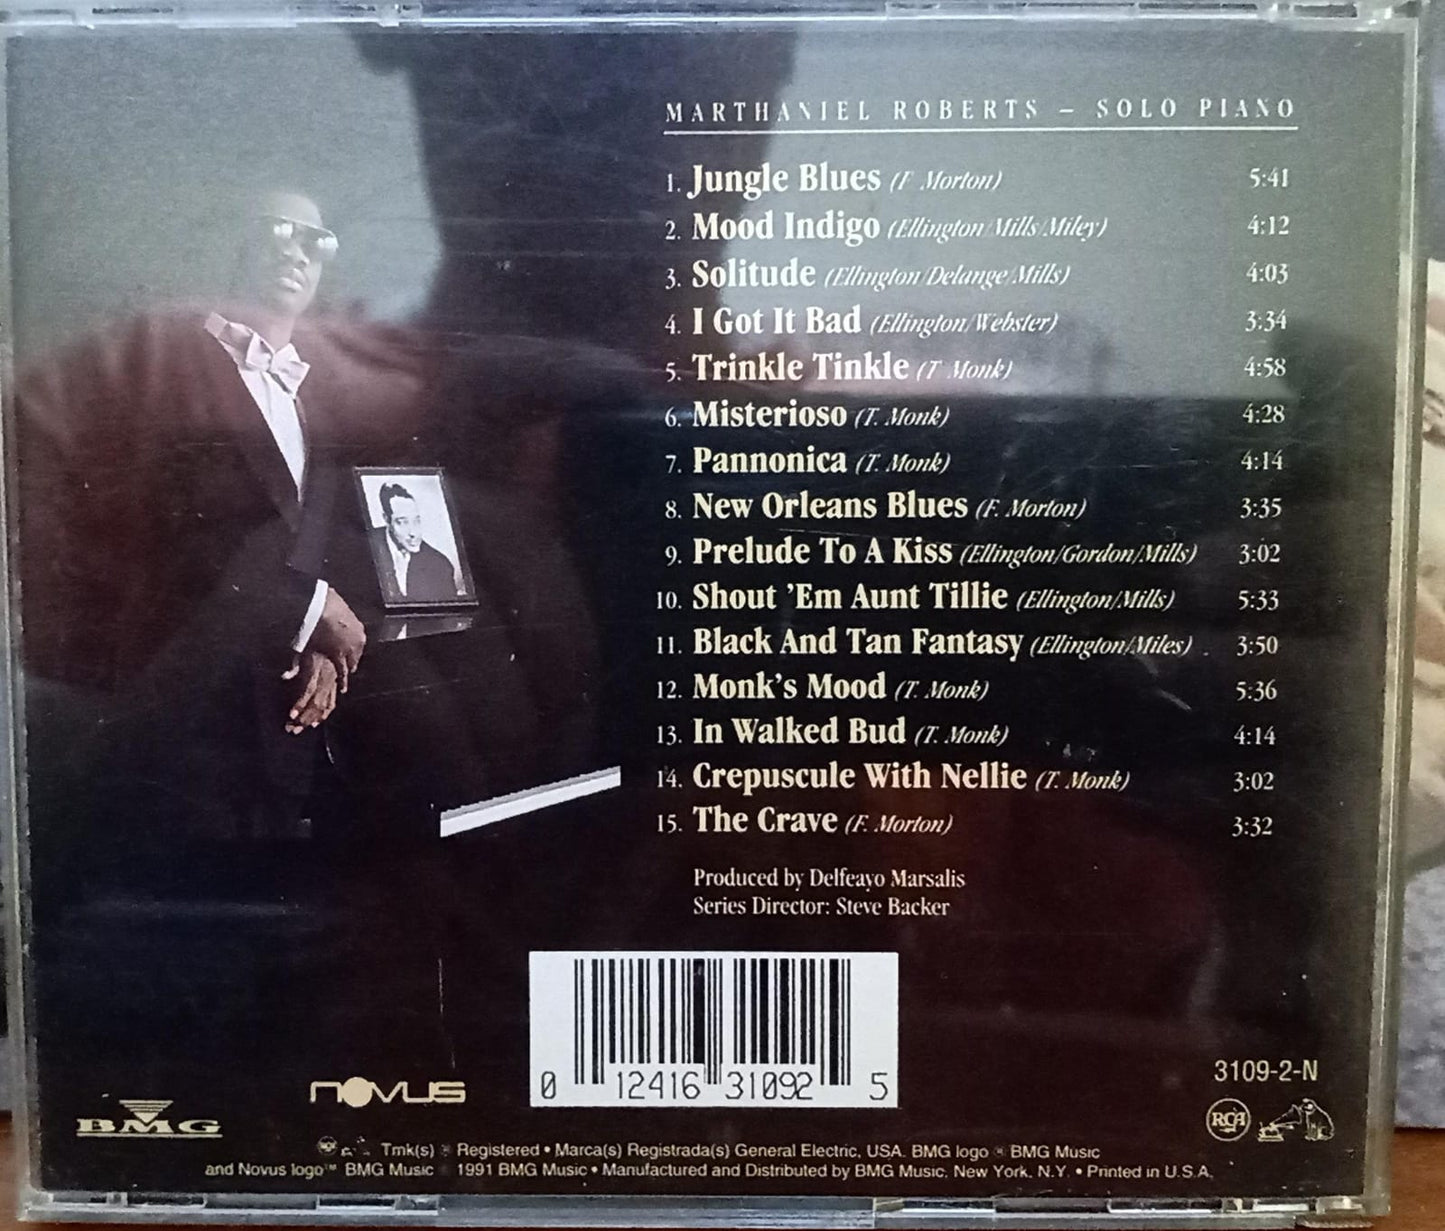 MARTHANIEL ROBERTS – SOLO PIANO
1. Jungle Blues (F. Morton) 5:41
2. Mood Indigo (Ellington/Mills/Miley) 4:12
3. Solitude (Ellington/Delange/Mills) 4:03
4. I Got It Bad (Ellington/Webster) 3:34
5. Trinkle Tinkle (T. Monk) 4:58
6. Misterioso (T. Monk) 4:28
7. Pannonica (T. Monk) 4:14
8. New Orleans Blues (F. Morton) 3:35
9. Prelude To A Kiss (Ellington/Gordon/Mills) 3:02
10. Shout 'Em Aunt Tillie (Ellington/Mills) 5:33
11. Black And Tan Fantasy (Ellington/Miles) 3:50
12. Monk's Mood (T. Monk) 5:36
13. In Walked Bud (T. Monk) 4:14
14. Crepuscule With Nellie (T. Monk) 3:02
15. The Crave (F. Morton) 3:32
Produced by Delfeayo Marsalis
Series Director: Steve Backer
0 12416 31092 5
3109-2-N
NOVUS
BMG
RCA
Tmk(s) ® Registered • Marca(s) Registrada(s) General Electric, USA. BMG logo ® BMG Music
and Novus logo™ BMG Music 1991 BMG Music • Manufactured and Distributed by BMG Music, New York, N.Y. • Printed in U.S.A.